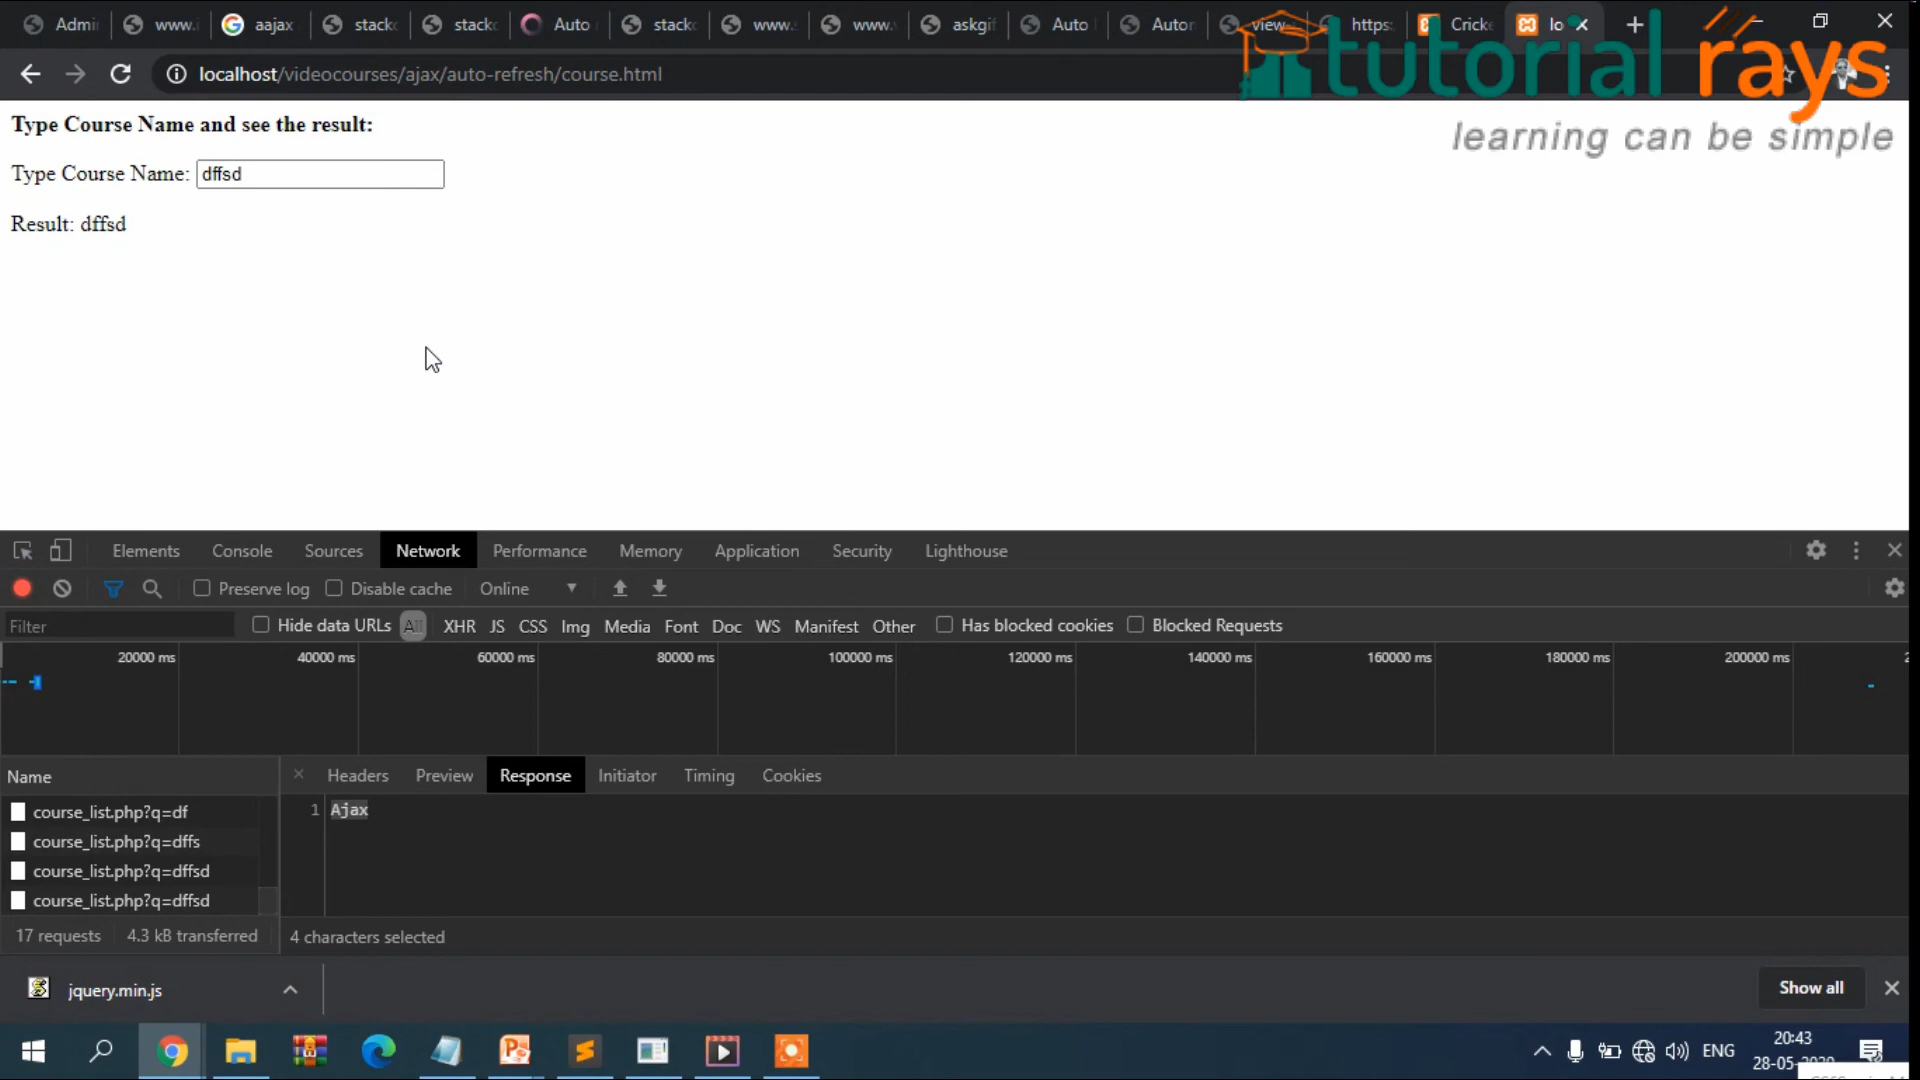 Admi www.i aajax stack stack Auto stack www. www. askgif Auto Auton view- https: Cricke lo
localhost/videocourses/ajax/auto-refresh/course.html
tutorial rays
learning can be simple
Type Course Name and see the result:
Type Course Name: dffsd
Result: dffsd
Elements Console Sources Network Performance Memory Application Security Lighthouse
Preserve log Disable cache Online
Filter Hide data URLs All XHR JS CSS Img Media Font Doc WS Manifest Other Has blocked cookies Blocked Requests
20000 ms 40000 ms 60000 ms 80000 ms 100000 ms 120000 ms 140000 ms 160000 ms 180000 ms 200000 ms
Name Headers Preview Response Initiator Timing Cookies
1 Ajax
course_list.php?q=df
course_list.php?q=dffs
course_list.php?q=dffsd
course_list.php?q=dffsd
17 requests 4.3 kB transferred 4 characters selected
jquery.min.js Show all
ENG 20:43
28-05-2020